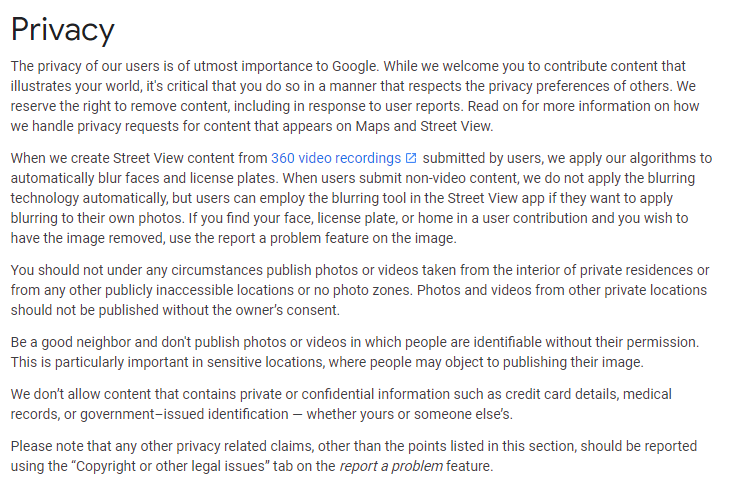 Privacy
The privacy of our users is of utmost importance to Google. While we welcome you to contribute content that
illustrates your world, it's critical that you do so in a manner that respects the privacy preferences of others. We
reserve the right to remove content, including in response to user reports. Read on for more information on how
we handle privacy requests for content that appears on Maps and Street View.
When we create Street View content from 360 video recordings submitted by users, we apply our algorithms to
automatically blur faces and license plates. When users submit non-video content, we do not apply the blurring
technology automatically, but users can employ the blurring tool in the Street View app if they want to apply
blurring to their own photos. If you find your face, license plate, or home in a user contribution and you wish to
have the image removed, use the report a problem feature on the image.
You should not under any circumstances publish photos or videos taken from the interior of private residences or
from any other publicly inaccessible locations or no photo zones. Photos and videos from other private locations
should not be published without the owner’s consent.
Be a good neighbor and don't publish photos or videos in which people are identifiable without their permission.
This is particularly important in sensitive locations, where people may object to publishing their image.
We don’t allow content that contains private or confidential information such as credit card details, medical
records, or government–issued identification — whether yours or someone else’s.
Please note that any other privacy related claims, other than the points listed in this section, should be reported
using the “Copyright or other legal issues” tab on the report a problem feature.